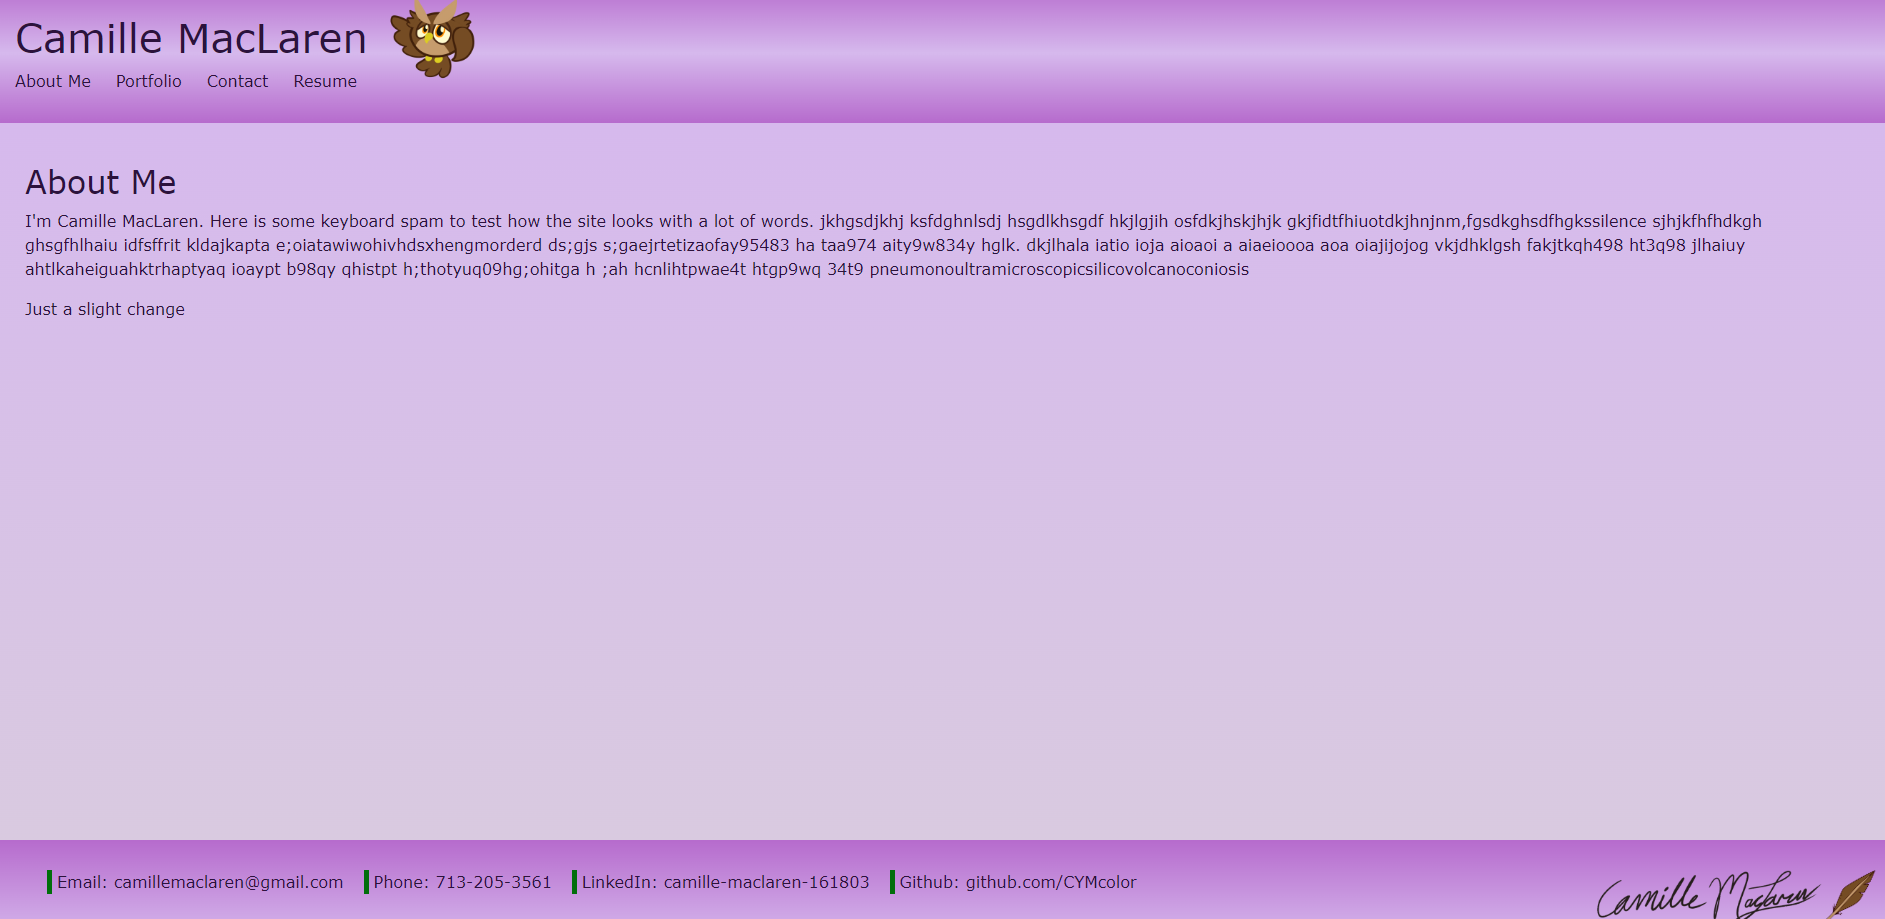 Camille MacLaren
About Me Portfolio Contact Resume
About Me
I'm Camille MacLaren. Here is some keyboard spam to test how the site looks with a lot of words. jkhgsdjkhj ksfdghnlsdj hsgdlkhsgdf hkjlgjih osfdkjhskjhjk gkjfidtfhiuotdkjhnjnm,fgsdkghsdfhgkssilence sjhjkfhfhdkgh
ghsgfhlhaiu idfsffrit kldajkapta e;oiatawiwohivhdsxhengmorderd ds;gjs s;gaejrtetizaofay95483 ha taa974 aity9w834y hglk. dkjlhala iatio ioja aioaoi a aiaeioooa aoa oiajijojog vkjdhklgsh fakjtkqh498 ht3q98 jlhaiuy
ahtlkaheiguahktrhaptyaq ioaypt b98qy qhistpt h;thotyuq09hg;ohitga h ;ah hcnlihtpwae4t htgp9wq 34t9 pneumonoultramicroscopicsilicovolcanoconiosis
Just a slight change
Email: camillemaclaren@gmail.com Phone: 713-205-3561 LinkedIn: camille-maclaren-161803 Github: github.com/CYMcolor
Camille MacLaren